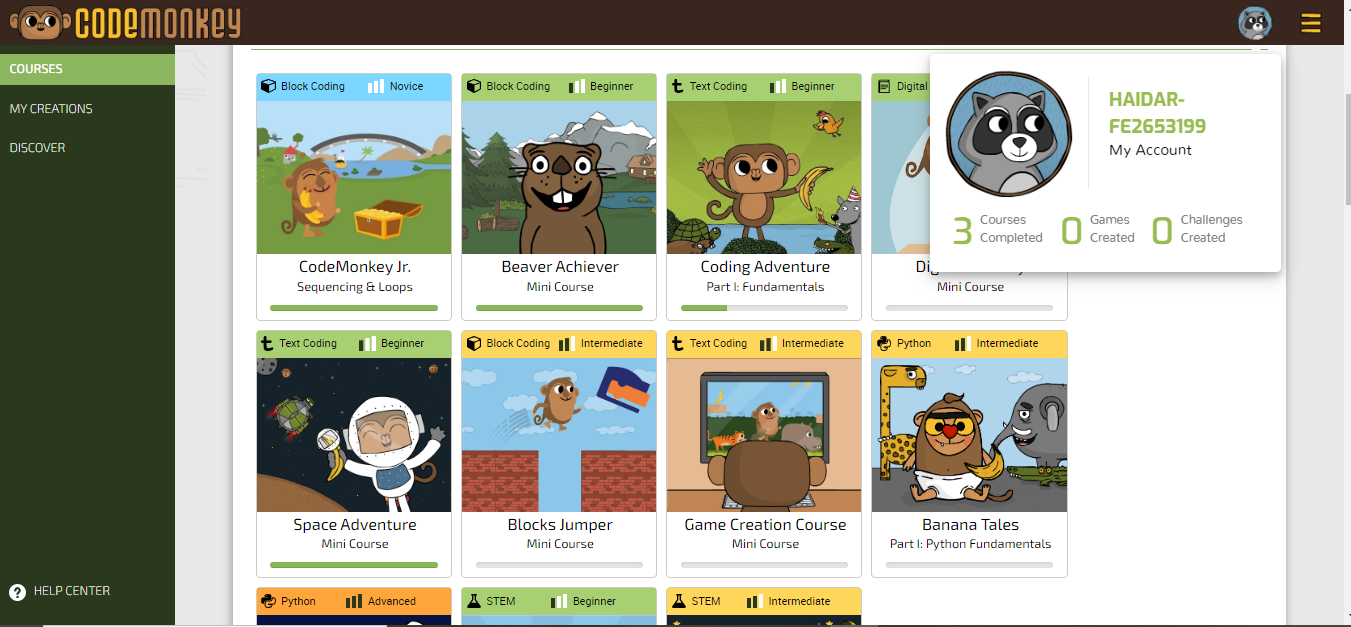 CODEMONKEY
COURSES
MY CREATIONS
DISCOVER
HELP CENTER
HAIDAR-
FE2653199
My Account
3 Courses Completed
0 Games Created
0 Challenges Created
Block Coding Novice
CodeMonkey Jr.
Sequencing & Loops
Block Coding Beginner
Beaver Achiever
Mini Course
Text Coding Beginner
Coding Adventure
Part I: Fundamentals
Digital
Mini Course
Text Coding Beginner
Space Adventure
Mini Course
Block Coding Intermediate
Blocks Jumper
Mini Course
Text Coding Intermediate
Game Creation Course
Mini Course
Python Intermediate
Banana Tales
Part I: Python Fundamentals
Python Advanced
STEM Beginner
STEM Intermediate